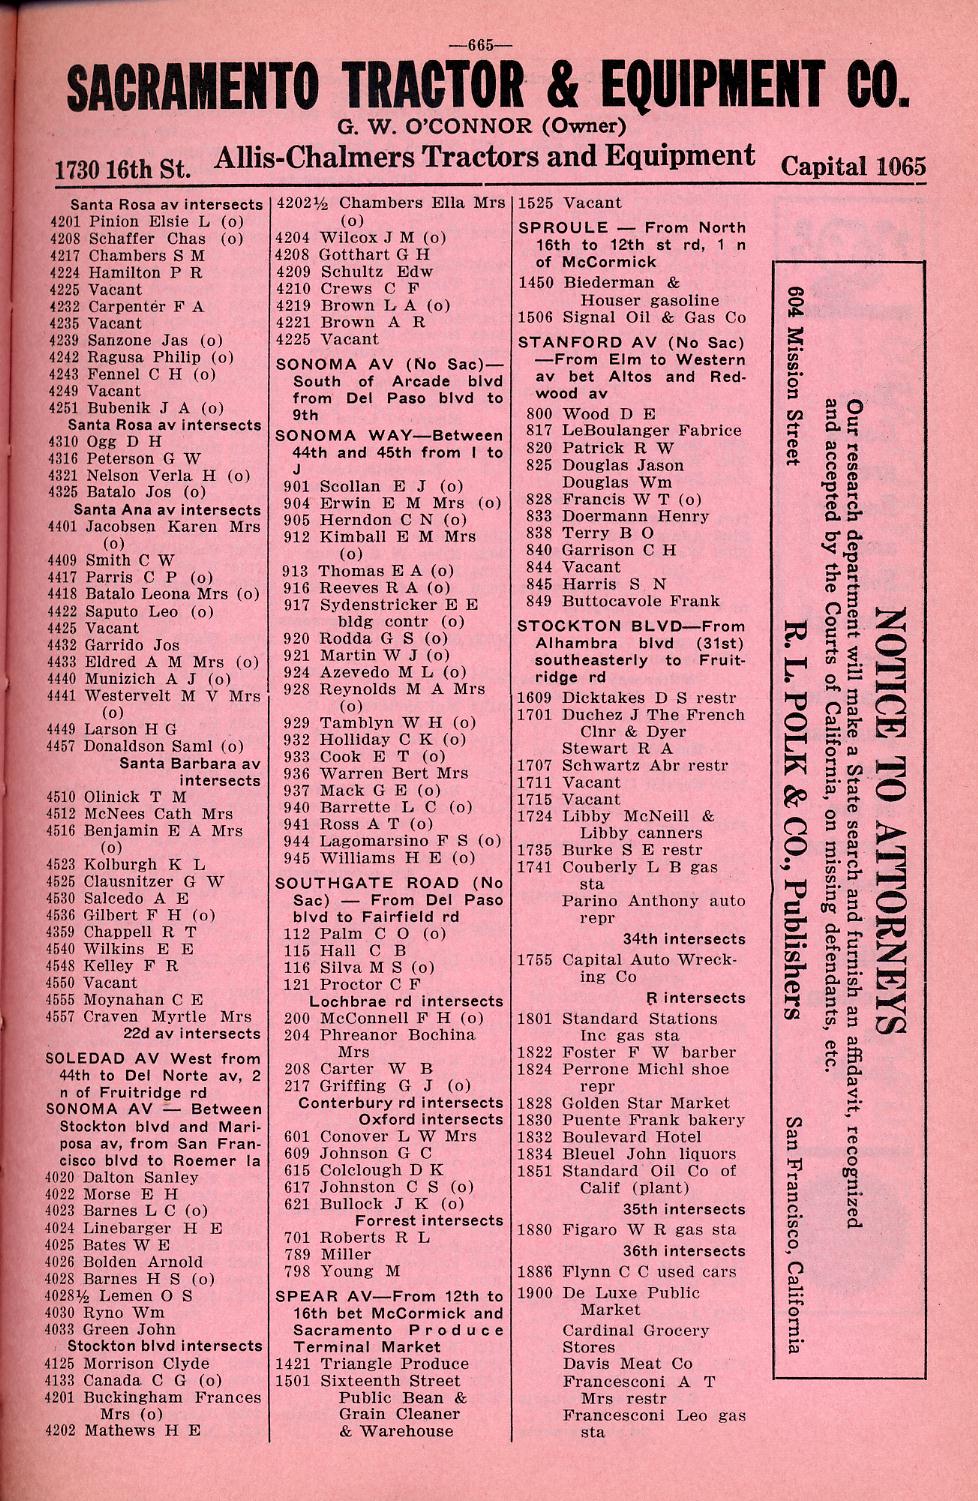 —665—
SACRAMENTO TRACTOR & EQUIPMENT CO.
G. W. O'CONNOR (Owner)
1730 16th St. Allis-Chalmers Tractors and Equipment Capital 1065
Santa Rosa av intersects
4201 Pinion Elsie L (o)
4208 Schaffer Chas (o)
4217 Chambers S M
4224 Hamilton P R
4225 Vacant
4232 Carpenter F A
4235 Vacant
4239 Sanzone Jas (o)
4242 Ragusa Philip (o)
4243 Fennel C H (o)
4249 Vacant
4251 Bubenik J A (o)
Santa Rosa av intersects
4310 Ogg D H
4316 Peterson G W
4321 Nelson Verla H (o)
4325 Batalo Jos (o)
Santa Ana av intersects
4401 Jacobsen Karen Mrs
(o)
4409 Smith C W
4417 Parris C P (o)
4418 Batalo Leona Mrs (o)
4422 Saputo Leo (o)
4425 Vacant
4432 Garrido Jos
4433 Eldred A M Mrs (o)
4440 Munizich A J (o)
4441 Westervelt M V Mrs
(o)
4449 Larson H G
4457 Donaldson Saml (o)
Santa Barbara av
intersects
4510 Olinick T M
4512 McNees Cath Mrs
4516 Benjamin E A Mrs
(o)
4523 Kolburgh K L
4525 Clausnitzer G W
4530 Salcedo A E
4536 Gilbert F H (o)
4359 Chappell R T
4540 Wilkins E E
4548 Kelley F R
4550 Vacant
4555 Moynahan C E
4557 Craven Myrtle Mrs
22d av intersects
SOLEDAD AV West from
44th to Del Norte av, 2
n of Fruitridge rd
SONOMA AV — Between
Stockton blvd and Mari-
posa av, from San Fran-
cisco blvd to Roemer la
4020 Dalton Sanley
4022 Morse E H
4023 Barnes L C (o)
4024 Linebarger H E
4025 Bates W E
4026 Bolden Arnold
4028 Barnes H S (o)
4028½ Lemen O S
4030 Ryno Wm
4033 Green John
Stockton blvd intersects
4125 Morrison Clyde
4133 Canada C G (o)
4201 Buckingham Frances
Mrs (o)
4202 Mathews H E
4202½ Chambers Ella Mrs
(o)
4204 Wilcox J M (o)
4208 Gotthart G H
4209 Schultz Edw
4210 Crews C F
4219 Brown L A (o)
4221 Brown A R
4225 Vacant
SONOMA AV (No Sac)—
South of Arcade blvd
from Del Paso blvd to
9th
SONOMA WAY—Between
44th and 45th from I to
J
901 Scollan E J (o)
904 Erwin E M Mrs (o)
905 Herndon C N (o)
912 Kimball E M Mrs
(o)
913 Thomas E A (o)
916 Reeves R A (o)
917 Sydenstricker E E
bldg contr (o)
920 Rodda G S (o)
921 Martin W J (o)
924 Azevedo M L (o)
928 Reynolds M A Mrs
(o)
929 Tamblyn W H (o)
932 Holliday C K (o)
933 Cook E T (o)
936 Warren Bert Mrs
937 Mack G E (o)
940 Barrette L C (o)
941 Ross A T (o)
944 Lagomarsino F S (o)
945 Williams H E (o)
SOUTHGATE ROAD (No
Sac) — From Del Paso
blvd to Fairfield rd
112 Palm C O (o)
115 Hall C B
116 Silva M S (o)
121 Proctor C F
Lochbrae rd intersects
200 McConnell F H (o)
204 Phreanor Bochina
Mrs
208 Carter W B
217 Griffing G J (o)
Conterbury rd intersects
Oxford intersects
601 Conover L W Mrs
609 Johnson G C
615 Colclough D K
617 Johnston C S (o)
621 Bullock J K (o)
Forrest intersects
701 Roberts R L
789 Miller
798 Young M
SPEAR AV—From 12th to
16th bet McCormick and
Sacramento Produce
Terminal Market
1421 Triangle Produce
1501 Sixteenth Street
Public Bean &
Grain Cleaner
& Warehouse
1525 Vacant
SPROULE — From North
16th to 12th st rd, 1 n
of McCormick
1450 Biederman &
Houser gasoline
1506 Signal Oil & Gas Co
STANFORD AV (No Sac)
—From Elm to Western
av bet Altos and Red-
wood av
800 Wood D E
817 LeBoulanger Fabrice
820 Patrick R W
825 Douglas Jason
Douglas Wm
828 Francis W T (o)
833 Doermann Henry
838 Terry B O
840 Garrison C H
844 Vacant
845 Harris S N
849 Buttocavole Frank
STOCKTON BLVD—From
Alhambra blvd (31st)
southeasterly to Fruit-
ridge rd
1609 Dicktakes D S restr
1701 Duchez J The French
Clnr & Dyer
Stewart R A
1707 Schwartz Abr restr
1711 Vacant
1715 Vacant
1724 Libby McNeill &
Libby canners
1735 Burke S E restr
1741 Couberly L B gas
sta
Parino Anthony auto
repr
34th intersects
1755 Capital Auto Wreck-
ing Co
R intersects
1801 Standard Stations
Inc gas sta
1822 Foster F W barber
1824 Perrone Michl shoe
repr
1828 Golden Star Market
1830 Puente Frank bakery
1832 Boulevard Hotel
1834 Bleuel John liquors
1851 Standard Oil Co of
Calif (plant)
35th intersects
1880 Figaro W R gas sta
36th intersects
1886 Flynn C C used cars
1900 De Luxe Public
Market
Cardinal Grocery
Stores
Davis Meat Co
Francesconi A T
Mrs restr
Francesconi Leo gas
sta
NOTICE TO ATTORNEYS
Our research department will make a State search and furnish an affidavit, recognized
and accepted by the Courts of California, on missing defendants, etc.
R. L. POLK & CO., Publishers
604 Mission Street San Francisco, California